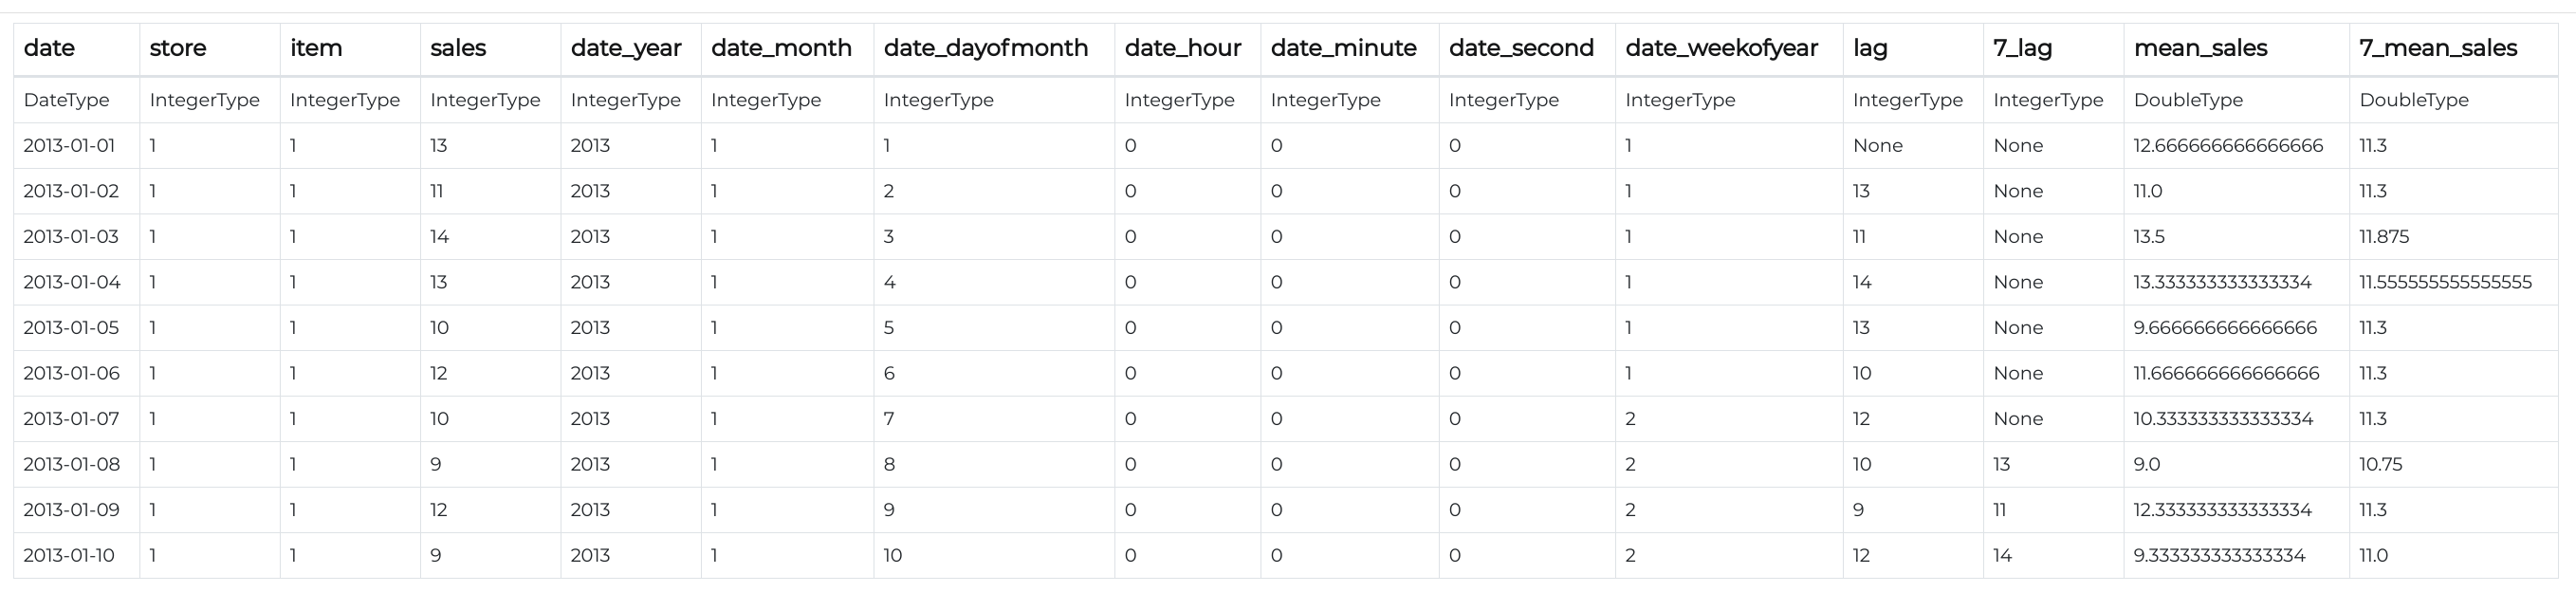 date store item sales date_year date_month date_dayofmonth date_hour date_minute date_second date_weekofyear lag 7_lag mean_sales 7_mean_sales
DateType IntegerType IntegerType IntegerType IntegerType IntegerType IntegerType IntegerType IntegerType IntegerType IntegerType IntegerType IntegerType DoubleType DoubleType
2013-01-01 1 1 13 2013 1 1 0 0 0 1 None None 12.666666666666666 11.3
2013-01-02 1 1 11 2013 1 2 0 0 0 1 13 None 11.0 11.3
2013-01-03 1 1 14 2013 1 3 0 0 0 1 11 None 13.5 11.875
2013-01-04 1 1 13 2013 1 4 0 0 0 1 14 None 13.333333333333334 11.555555555555555
2013-01-05 1 1 10 2013 1 5 0 0 0 1 13 None 9.666666666666666 11.3
2013-01-06 1 1 12 2013 1 6 0 0 0 1 10 None 11.666666666666666 11.3
2013-01-07 1 1 10 2013 1 7 0 0 0 2 12 None 10.333333333333334 11.3
2013-01-08 1 1 9 2013 1 8 0 0 0 2 10 13 9.0 10.75
2013-01-09 1 1 12 2013 1 9 0 0 0 2 9 11 12.333333333333334 11.3
2013-01-10 1 1 9 2013 1 10 0 0 0 2 12 14 9.333333333333334 11.0